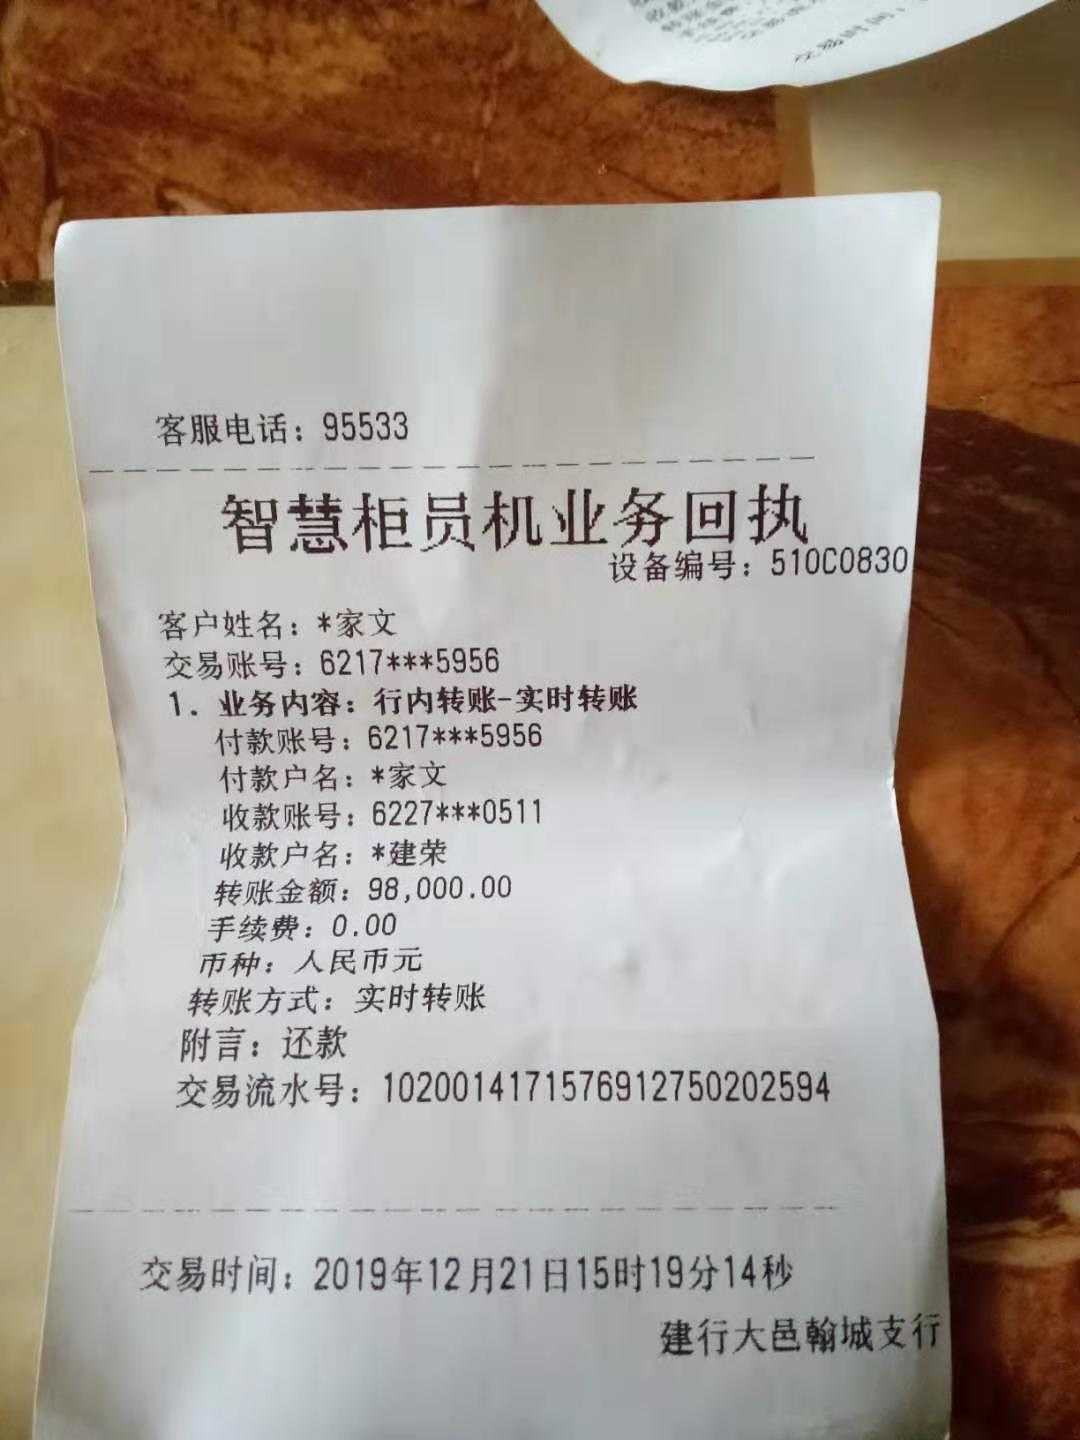 交易时间：
客服电话：95533
智慧柜员机业务回执
设备编号：510C0830
客户姓名：*家文
交易账号：6217***5956
1. 业务内容：行内转账-实时转账
付款账号：6217***5956
付款户名：*家文
收款账号：6227***0511
收款户名：*建荣
转账金额：98,000.00
手续费：0.00
币种：人民币元
转账方式：实时转账
附言：还款
交易流水号：1020014171576912750202594
交易时间：2019年12月21日15时19分14秒
建行大邑翰城支行